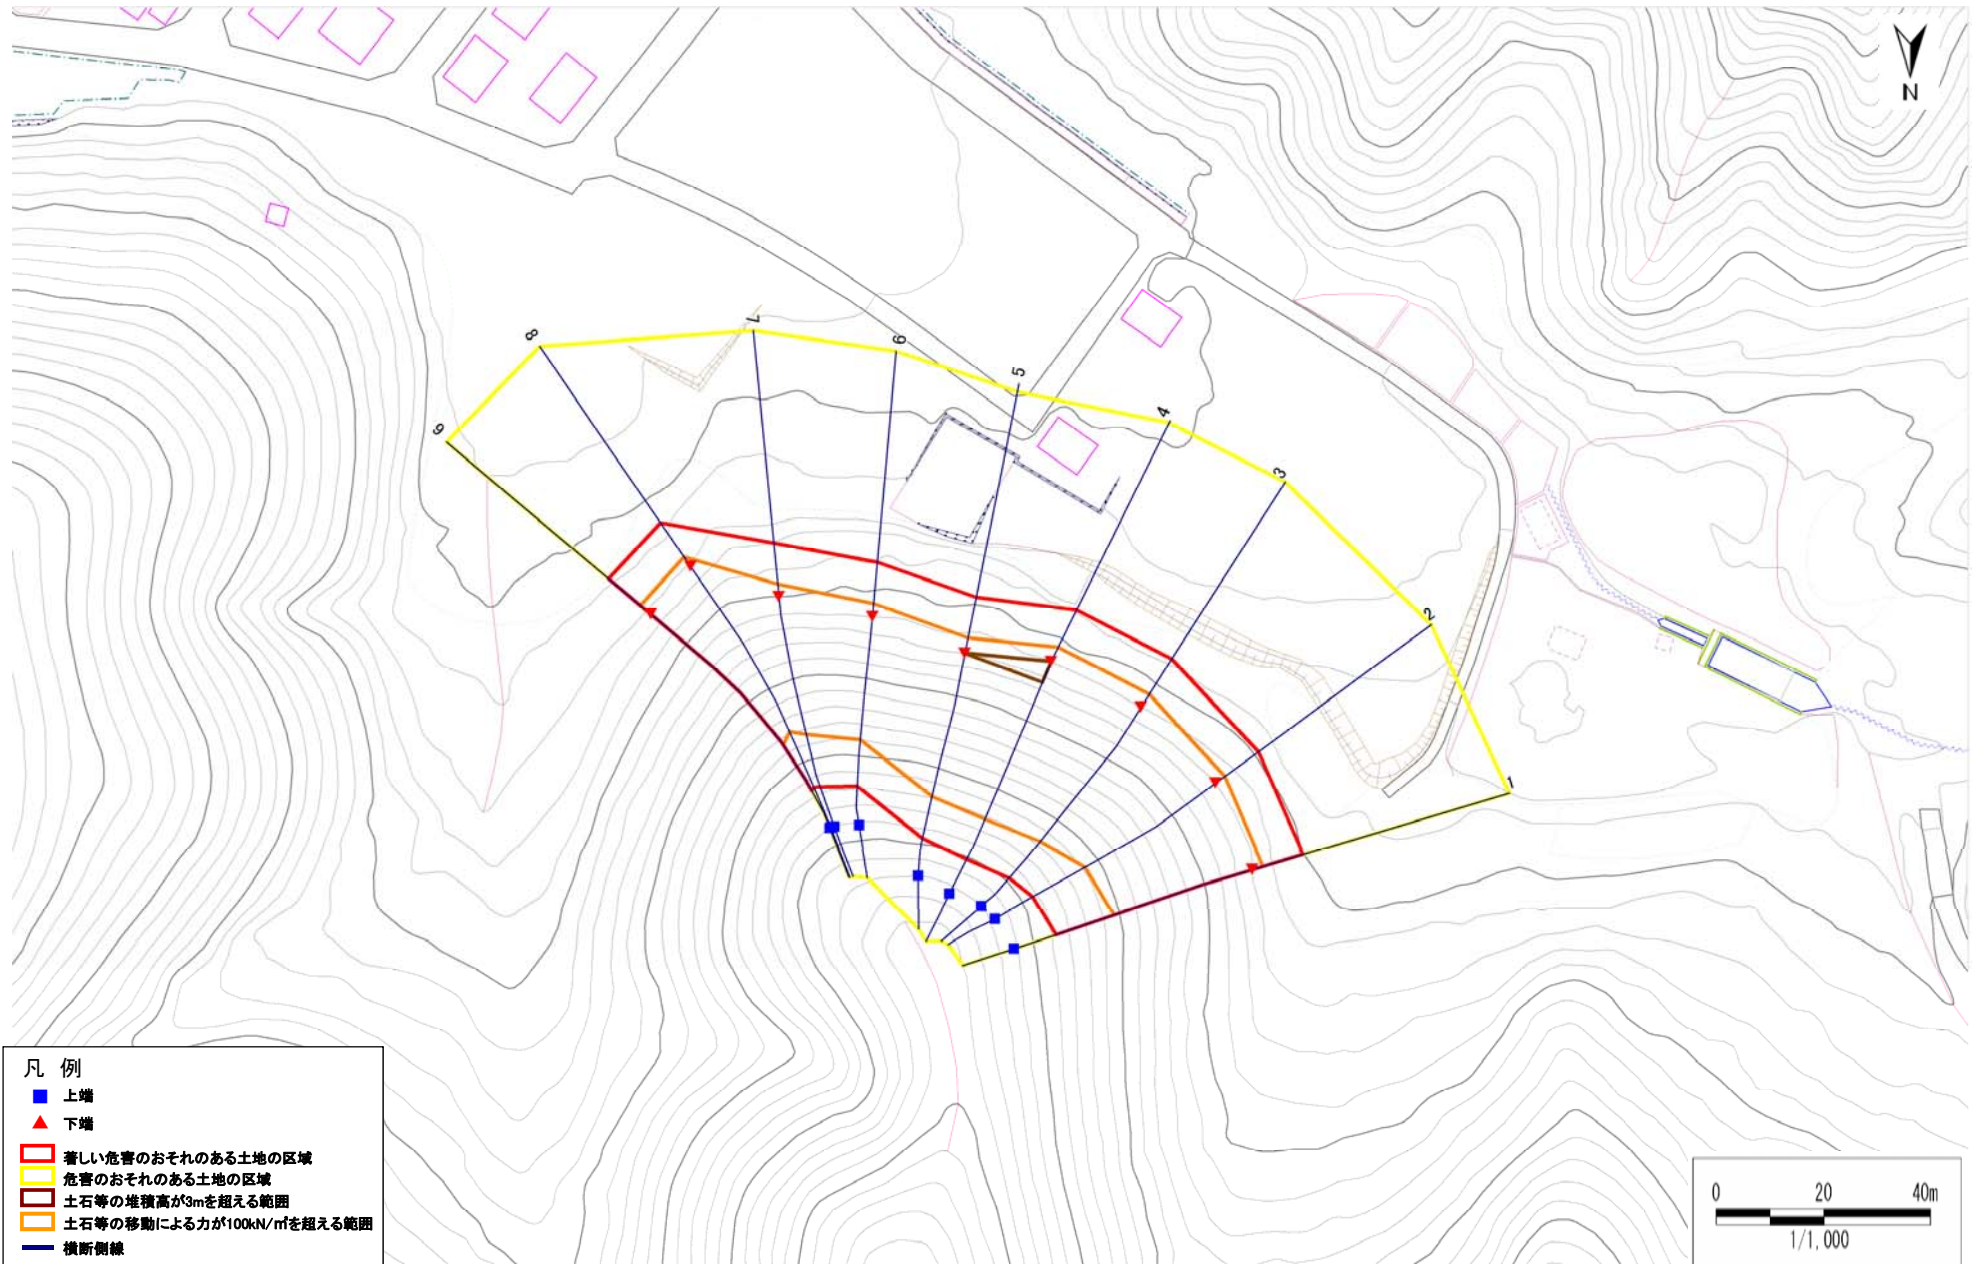 N
8
7
6
5
9
4
3
2
1
凡 例
上端
下端
著しい危害のおそれのある土地の区域
危害のおそれのある土地の区域
土石等の堆積高が3mを超える範囲
土石等の移動による力が100kN/㎡を超える範囲
横断側線
0 20 40m
1/1,000